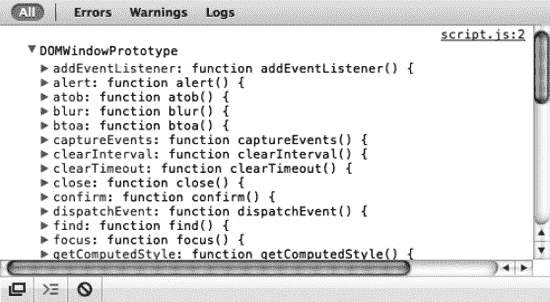 All Errors Warnings Logs
script.js:2
▼DOMWindowPrototype
▶addEventListener: function addEventListener() {
▶alert: function alert() {
▶atob: function atob() {
▶blur: function blur() {
▶btoa: function btoa() {
▶captureEvents: function captureEvents() {
▶clearInterval: function clearInterval() {
▶clearTimeout: function clearTimeout() {
▶close: function close() {
▶confirm: function confirm() {
▶dispatchEvent: function dispatchEvent() {
▶find: function find() {
▶focus: function focus() {
▶getComputedStyle: function getComputedStyle() {